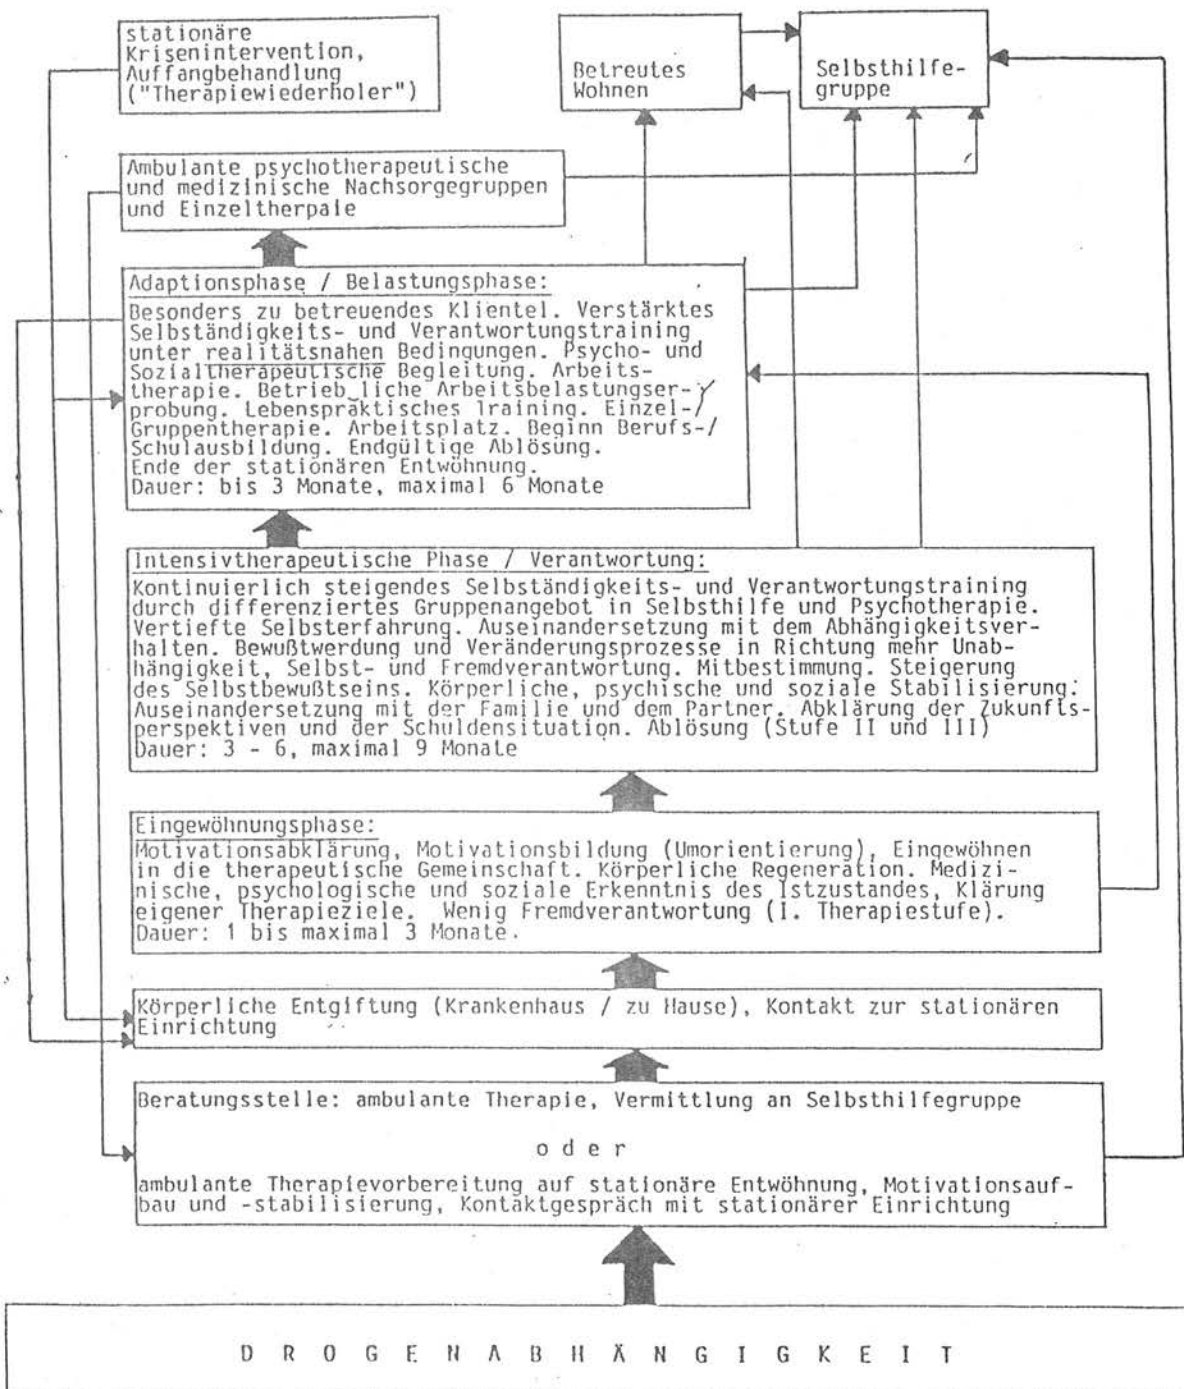 stationäre
Krisenintervention,
Auffangbehandlung
("Therapiewiederholer")
Betreutes
Wohnen
Selbsthilfe-
gruppe
Ambulante psychotherapeutische
und medizinische Nachsorgegruppen
und Einzeltherpaie
Adaptionsphase / Belastungsphase:
Besonders zu betreuendes Klientel. Verstärktes
Selbständigkeits- und Verantwortungstraining
unter realitätsnahen Bedingungen. Psycho- und
Sozialtherapeutische Begleitung. Arbeits-
therapie. Betrieb liche Arbeitsbelastungser-
probung. Lebenspraktisches Training. Einzel-/
Gruppentherapie. Arbeitsplatz. Beginn Berufs-/
Schulausbildung. Endgültige Ablösung.
Ende der stationären Entwöhnung.
Dauer: bis 3 Monate, maximal 6 Monate
Intensivtherapeutische Phase / Verantwortung:
Kontinuierlich steigendes Selbständigkeits- und Verantwortungstraining
durch differenziertes Gruppenangebot in Selbsthilfe und Psychotherapie.
Vertiefte Selbsterfahrung. Auseinandersetzung mit dem Abhängigkeitsver-
halten. Bewußtwerdung und Veränderungsprozesse in Richtung mehr Unab-
hängigkeit, Selbst- und Fremdverantwortung. Mitbestimmung. Steigerung
des Selbstbewußtseins. Körperliche, psychische und soziale Stabilisierung.
Auseinandersetzung mit der Familie und dem Partner. Abklärung der Zukunfts-
perspektiven und der Schuldensituation. Ablösung (Stufe II und III)
Dauer: 3 - 6, maximal 9 Monate
Eingewöhnungsphase:
Motivationsabklärung, Motivationsbildung (Umorientierung), Eingewöhnen
in die therapeutische Gemeinschaft. Körperliche Regeneration. Medizi-
nische, psychologische und soziale Erkenntnis des Istzustandes, Klärung
eigener Therapieziele. Wenig Fremdverantwortung (I. Therapiestufe).
Dauer: 1 bis maximal 3 Monate.
Körperliche Entgiftung (Krankenhaus / zu Hause), Kontakt zur stationären
Einrichtung
Beratungsstelle: ambulante Therapie, Vermittlung an Selbsthilfegruppe
o d e r
ambulante Therapievorbereitung auf stationäre Entwöhnung, Motivationsauf-
bau und -stabilisierung, Kontaktgespräch mit stationärer Einrichtung
D R O G E N A B H Ä N G I G K E I T